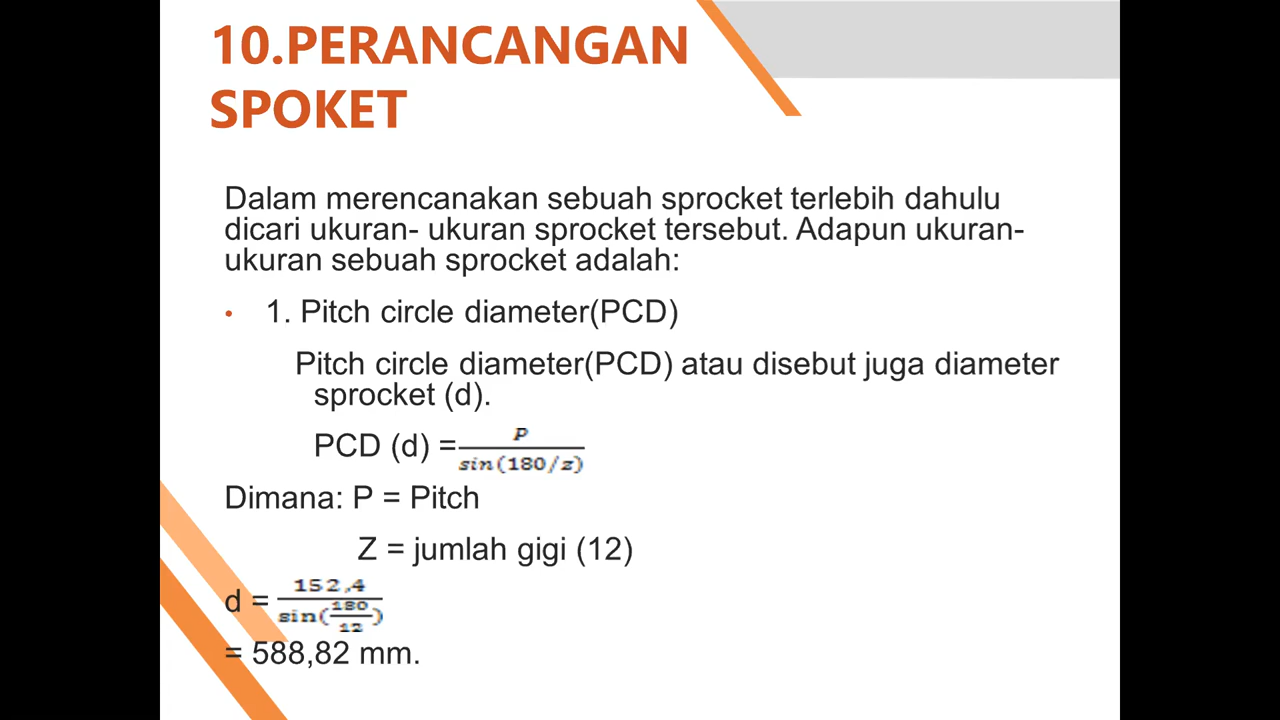 10.PERANCANGAN
SPOKET
Dalam merencanakan sebuah sprocket terlebih dahulu
dicari ukuran- ukuran sprocket tersebut. Adapun ukuran-
ukuran sebuah sprocket adalah:
• 1. Pitch circle diameter(PCD)
Pitch circle diameter(PCD) atau disebut juga diameter
sprocket (d).
PCD (d) = P / sin(180/z)
Dimana: P = Pitch
Z = jumlah gigi (12)
d = 152,4 / sin(180/12)
= 588,82 mm.